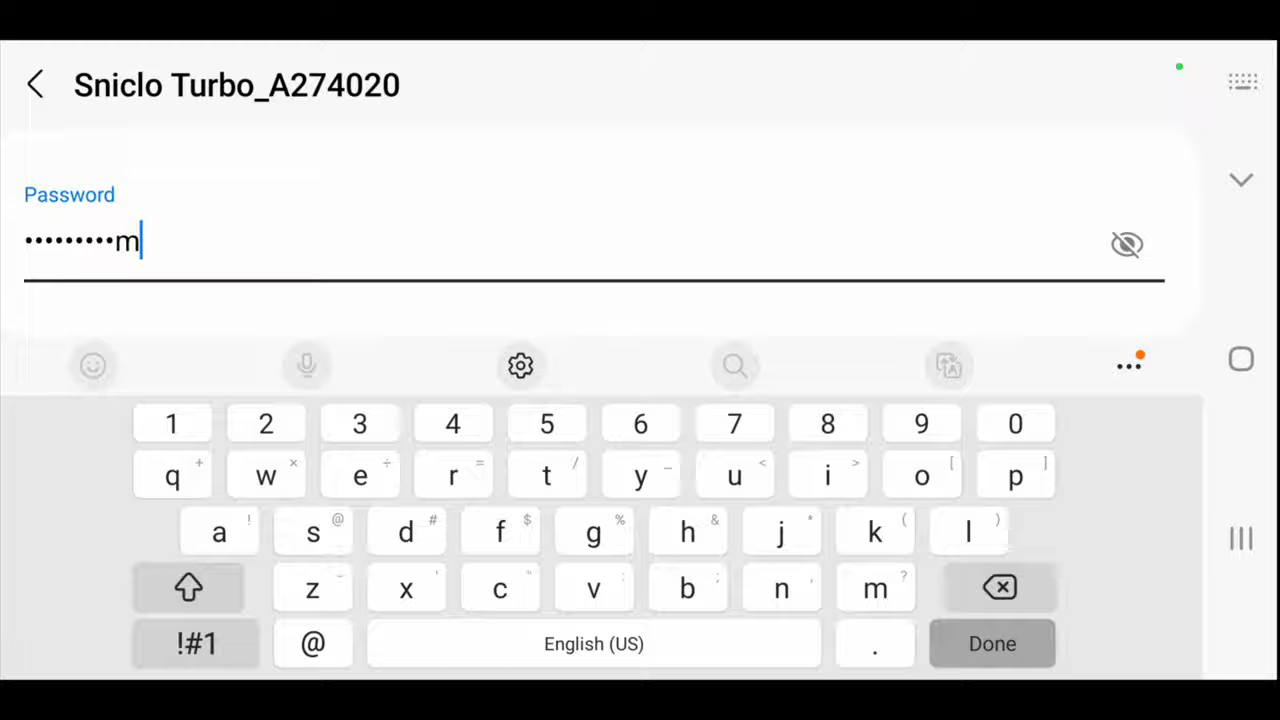 Sniclo Turbo_A274020
Password
•••••••••m
1 2 3 4 5 6 7 8 9 0
q + w × e ÷ r = t / y _ u < i > o [ p ]
a ! s @ d # f $ g % h & j * k ( l )
z - x ' c " v : b ; n , m ?
!#1 @ English (US) . Done